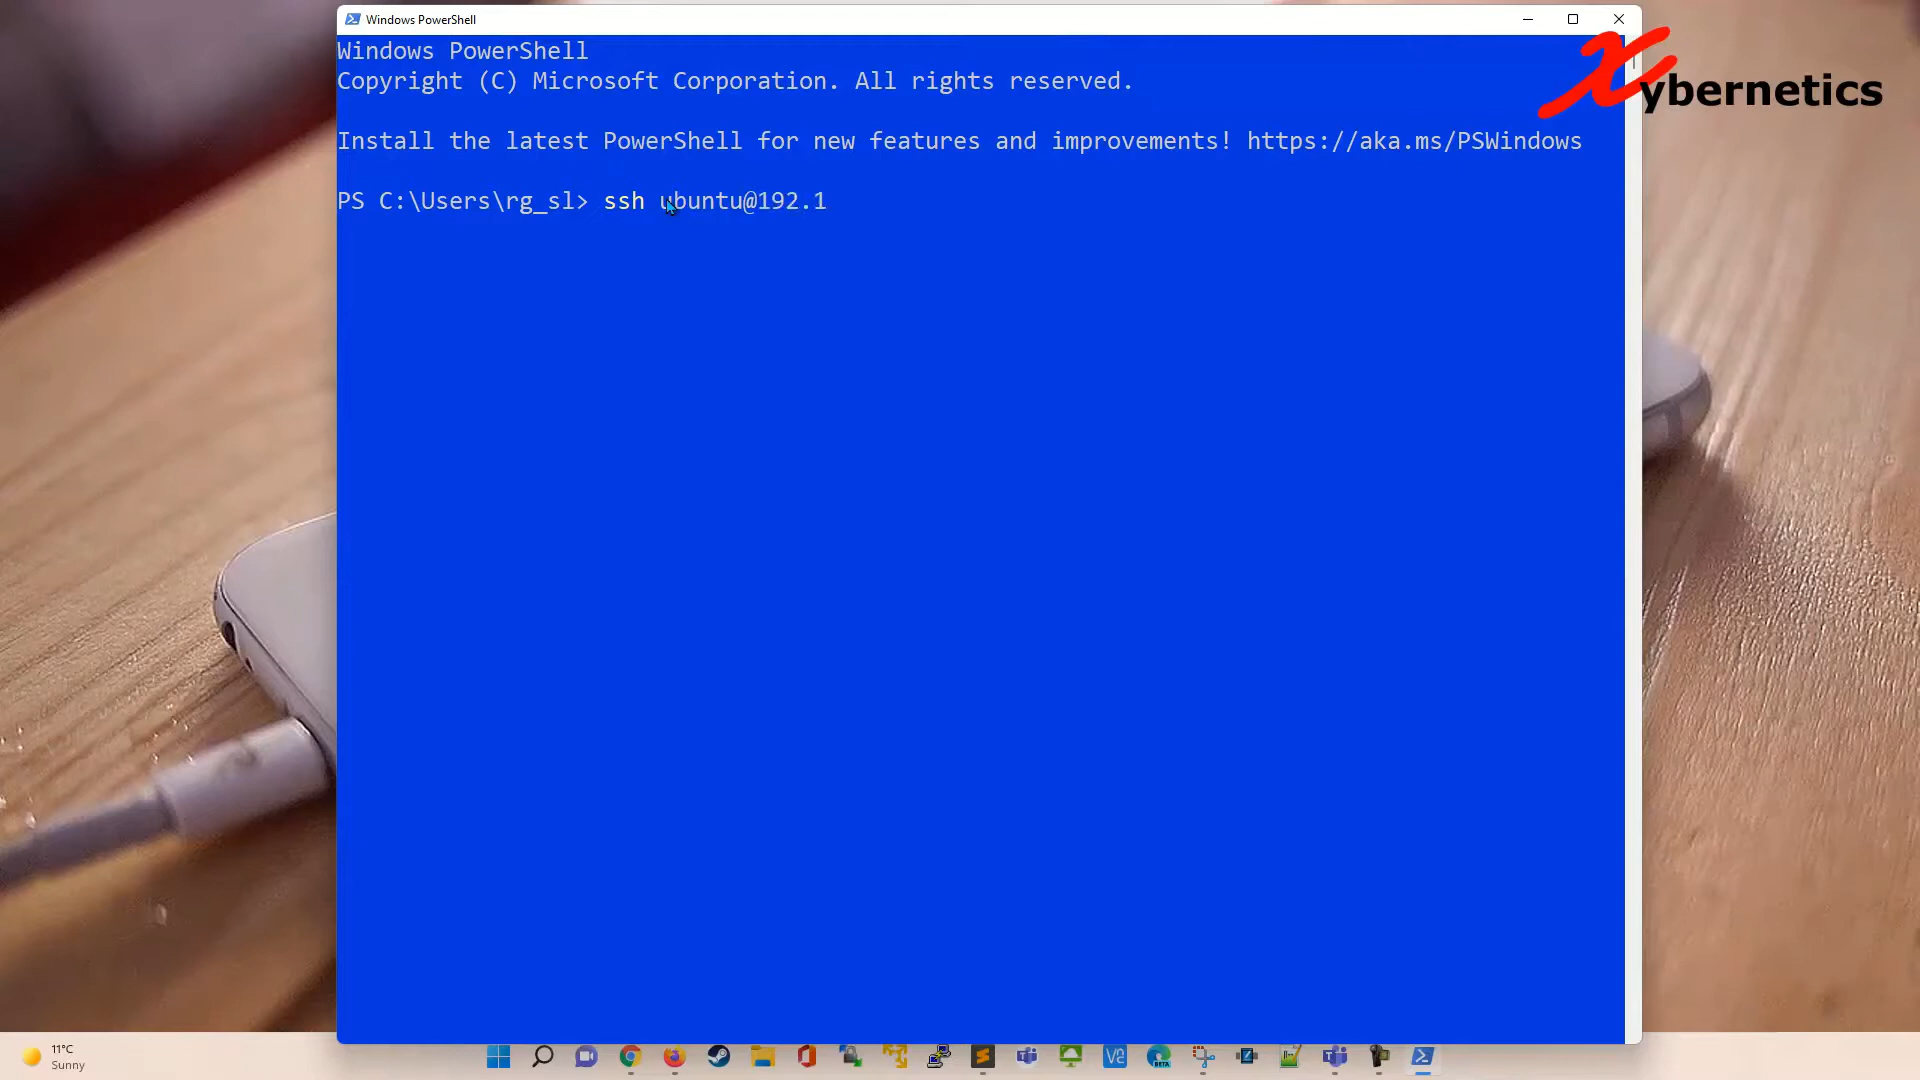 Windows PowerShell
Windows PowerShell
Copyright (C) Microsoft Corporation. All rights reserved.
Install the latest PowerShell for new features and improvements! https://aka.ms/PSWindows
PS C:\Users\rg_sl> ssh ubuntu@192.1
Xybernetics
11°C
Sunny